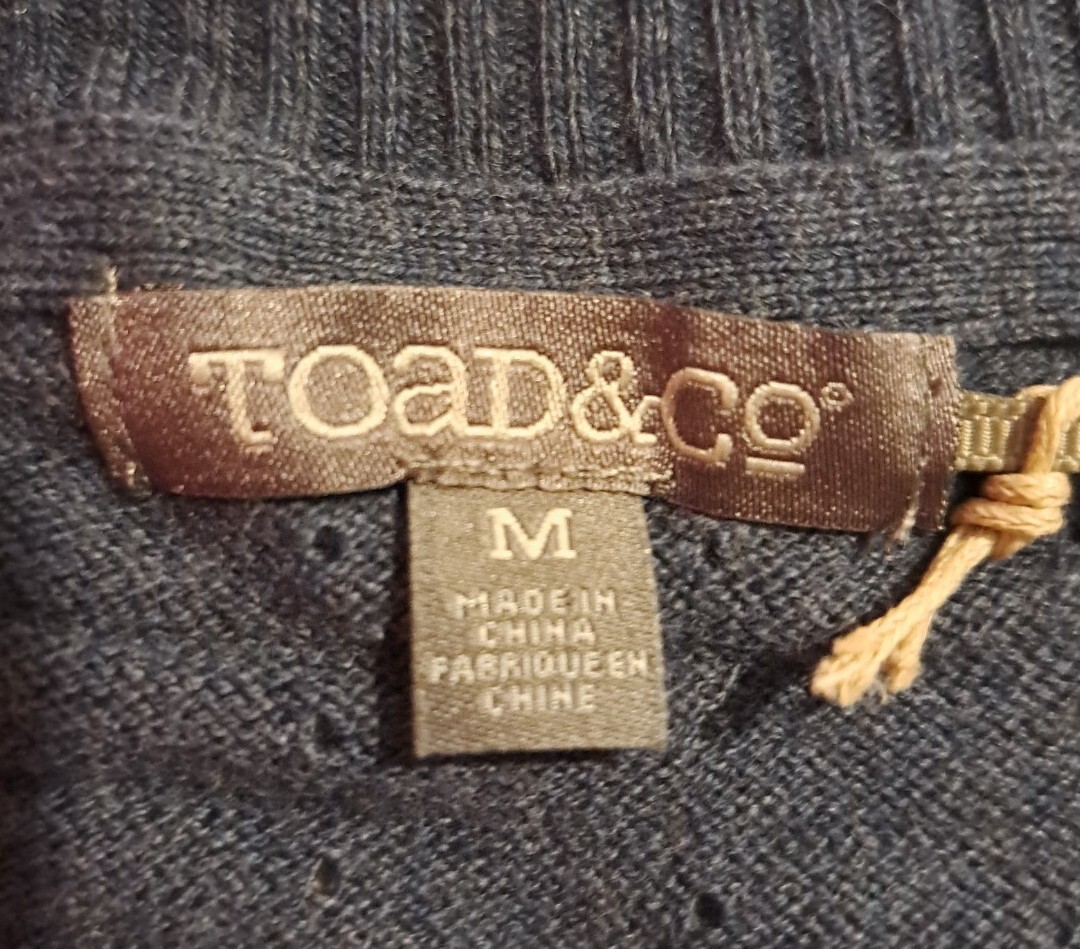 TOaD&CO°
M
MADE IN
CHINA
FABRIQUE EN
CHINE